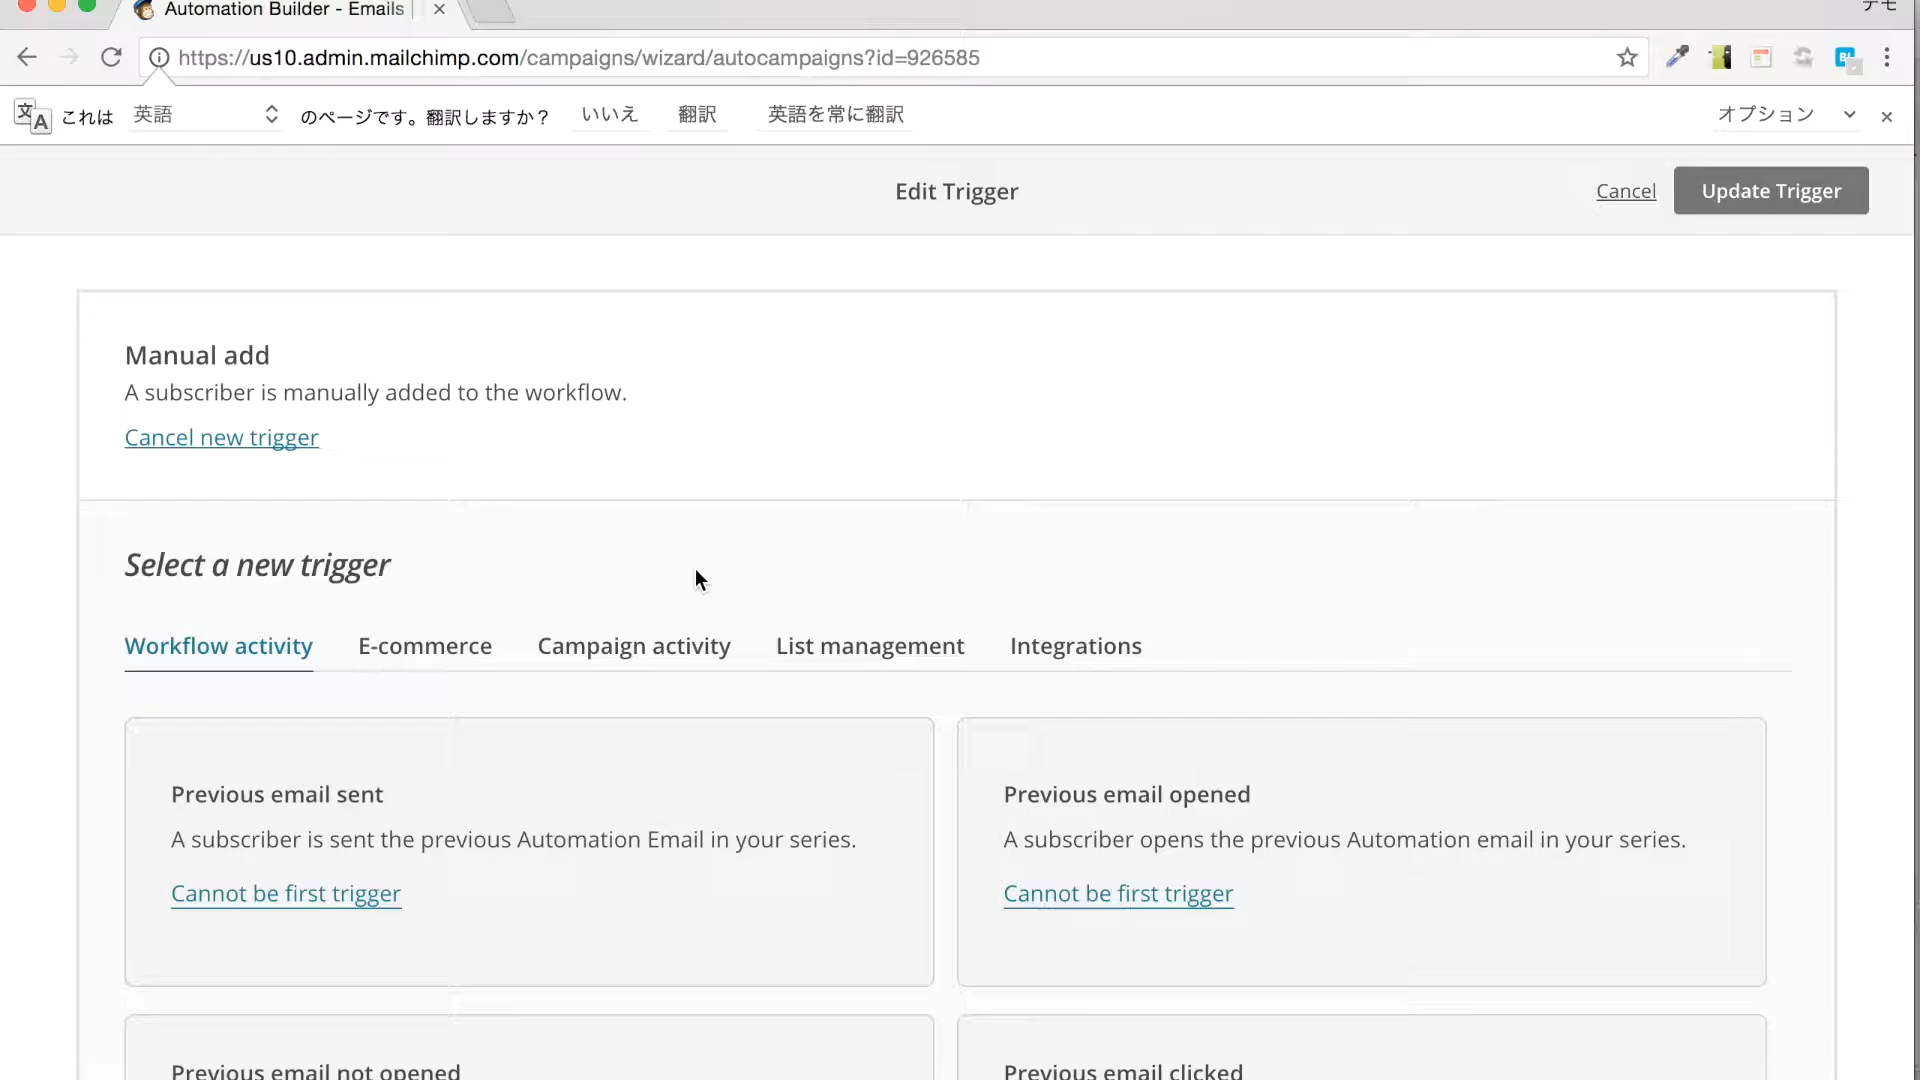 Automation Builder - Emails
デモ
https://us10.admin.mailchimp.com/campaigns/wizard/autocampaigns?id=926585
これは 英語 のページです。翻訳しますか？ いいえ 翻訳 英語を常に翻訳 オプション
Edit Trigger
Cancel
Update Trigger
Manual add
A subscriber is manually added to the workflow.
Cancel new trigger
Select a new trigger
Workflow activity E-commerce Campaign activity List management Integrations
Previous email sent
A subscriber is sent the previous Automation Email in your series.
Cannot be first trigger
Previous email opened
A subscriber opens the previous Automation email in your series.
Cannot be first trigger
Previous email not opened
Previous email clicked